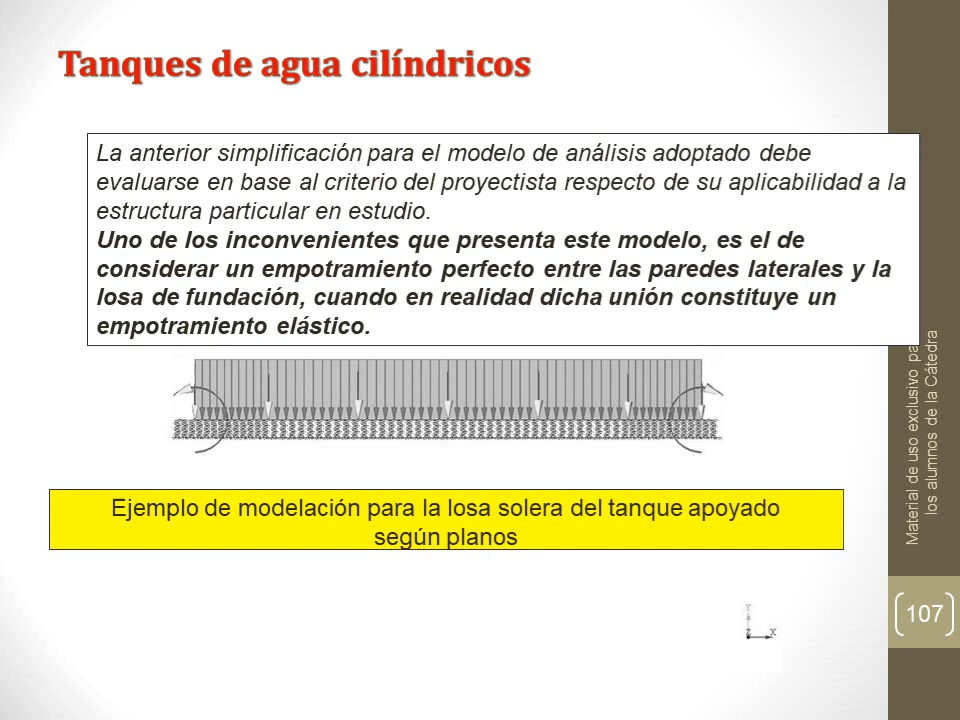 Tanques de agua cilíndricos
La anterior simplificación para el modelo de análisis adoptado debe
evaluarse en base al criterio del proyectista respecto de su aplicabilidad a la
estructura particular en estudio.
Uno de los inconvenientes que presenta este modelo, es el de
considerar un empotramiento perfecto entre las paredes laterales y la
losa de fundación, cuando en realidad dicha unión constituye un
empotramiento elástico.
Ejemplo de modelación para la losa solera del tanque apoyado
según planos
Material de uso exclusivo
los alumnos de la Cátedra
107
Y
Z X